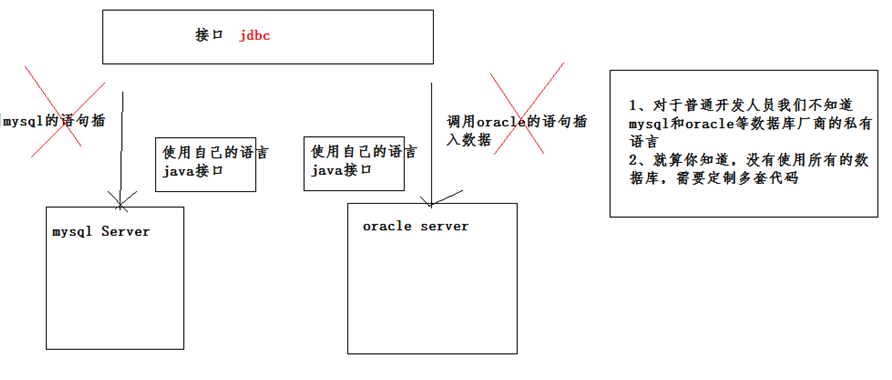 接口 jdbc
mysql的语句插
使用自己的语言
java接口
使用自己的语言
java接口
调用oracle的语句插
入数据
mysql Server
oracle server
1、对于普通开发人员我们不知道
mysql和oracle等数据库厂商的私有
语言
2、就算你知道，没有使用所有的数
据库，需要定制多套代码